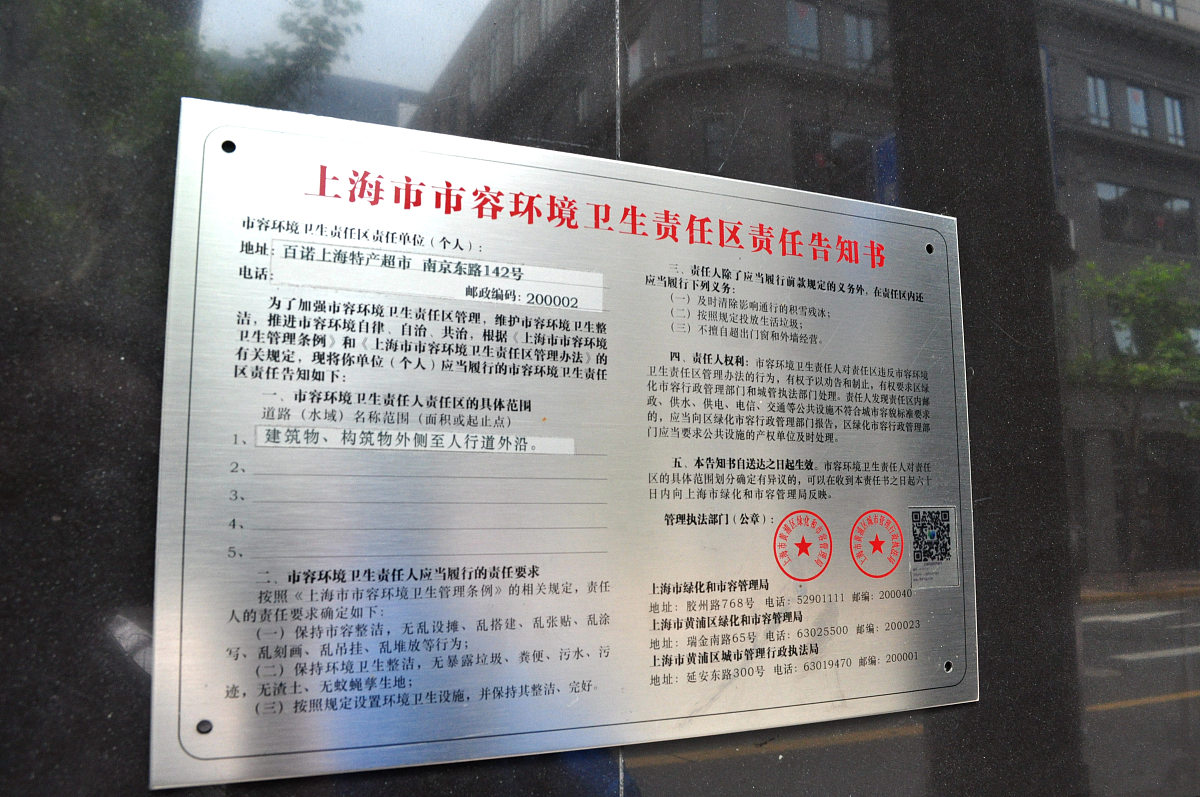 上海市市容环境卫生责任区责任告知书
市容环境卫生责任区责任单位（个人）：
地址：百诺上海特产超市 南京东路142号
电话：
邮政编码：200002
为了加强市容环境卫生责任区管理，维护市容环境卫生整
洁，推进市容环境自律、自治、共治，根据《上海市市容环境
卫生管理条例》和《上海市市容环境卫生责任区管理办法》的
有关规定，现将你单位（个人）应当履行的市容环境卫生责任
区责任告知如下：
一、市容环境卫生责任人责任区的具体范围
道路（水域）名称范围（面积或起止点）
1、建筑物、构筑物外侧至人行道外沿。
2、
3、
4、
5、
二、市容环境卫生责任人应当履行的责任要求
按照《上海市市容环境卫生管理条例》的相关规定，责任
人的责任要求确定如下：
（一）保持市容整洁，无乱设摊、乱搭建、乱张贴、乱涂
写、乱刻画、乱吊挂、乱堆放等行为；
（二）保持环境卫生整洁，无暴露垃圾、粪便、污水、污
迹，无渣土、无蚊蝇孳生地；
（三）按照规定设置环境卫生设施，并保持其整洁、完好。
三、责任人除了应当履行前款规定的义务外，在责任区内还
应当履行下列义务：
（一）及时清除影响通行的积雪残冰；
（二）按照规定投放生活垃圾；
（三）不擅自超出门窗和外墙经营。
四、责任人权利：市容环境卫生责任人对责任区违反市容环境
卫生责任区管理办法的行为，有权予以劝告和制止，有权要求区绿
化市容行政管理部门和城管执法部门处理。责任人发现责任区内邮
政、供水、供电、电信、交通等公共设施不符合城市容貌标准要求
的，应当向区绿化市容行政管理部门报告，区绿化市容行政管理部
门应当要求公共设施的产权单位及时处理。
五、本告知书自送达之日起生效。市容环境卫生责任人对责任
区的具体范围划分确定有异议的，可以在收到本责任书之日起六十
日内向上海市绿化和市容管理局反映。
管理执法部门（公章）：
上海市黄浦区绿化和市容管理局
上海市黄浦区城市管理行政执法局
上海市绿化和市容管理局
地址：胶州路768号 电话：52901111 邮编：200040
上海市黄浦区绿化和市容管理局
地址：瑞金南路65号 电话：63025500 邮编：200023
上海市黄浦区城市管理行政执法局
地址：延安东路300号 电话：63019470 邮编：200001